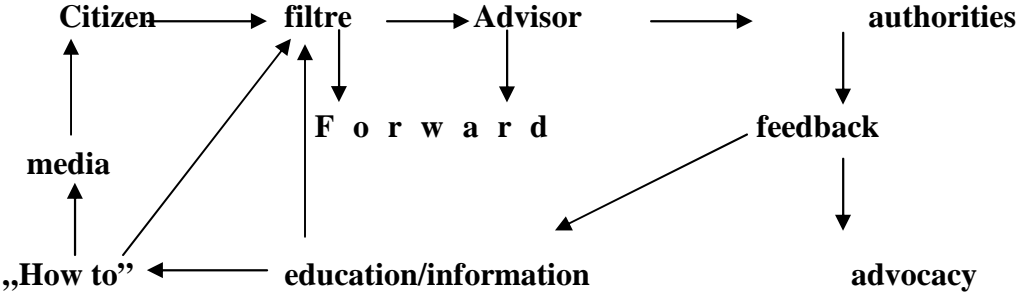 Citizen filtre Advisor authorities
F o r w a r d feedback
media
„How to” education/information advocacy